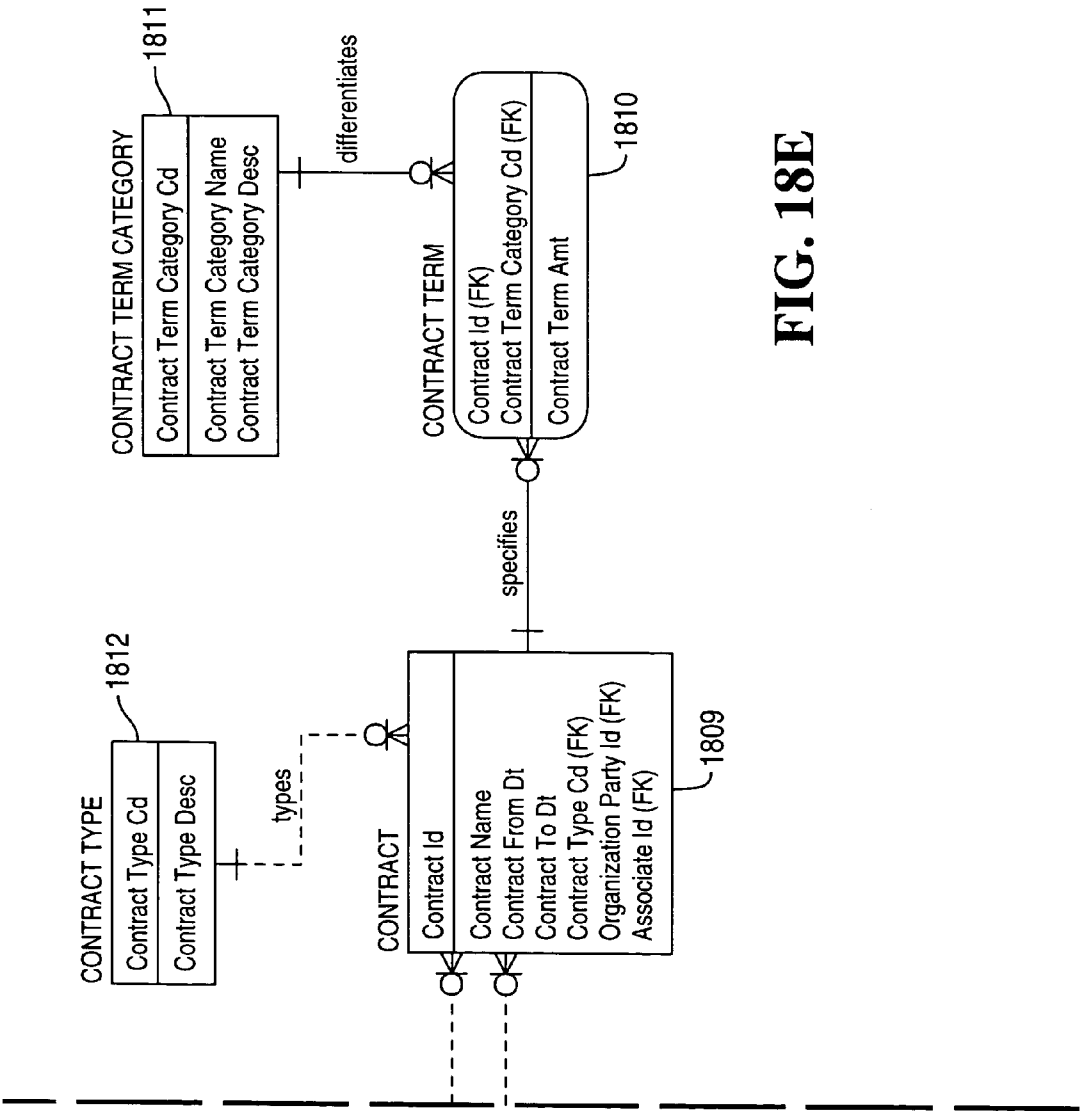 CONTRACT TYPE
1812
Contract Type Cd
Contract Type Desc
types
CONTRACT
Contract Id
Contract Name
Contract From Dt
Contract To Dt
Contract Type Cd (FK)
Organization Party Id (FK)
Associate Id (FK)
1809
specifies
CONTRACT TERM CATEGORY
1811
Contract Term Category Cd
Contract Term Category Name
Contract Term Category Desc
differentiates
CONTRACT TERM
Contract Id (FK)
Contract Term Category Cd (FK)
Contract Term Amt
1810
FIG. 18E